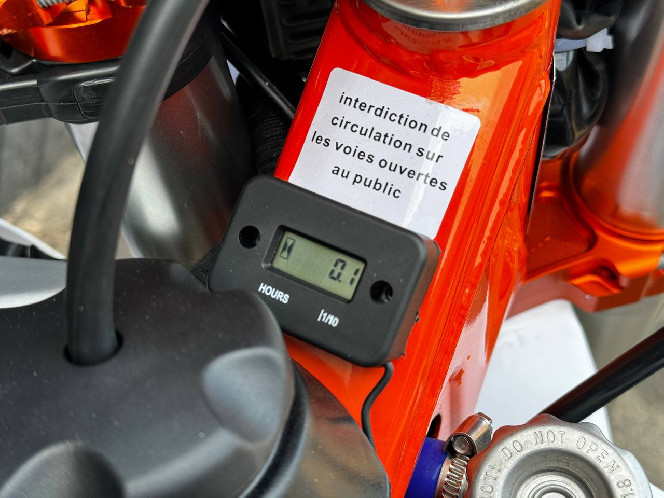 interdiction de
circulation sur
les voies ouvertes
au public
0.1
HOURS
1/10
DO NOT OPEN